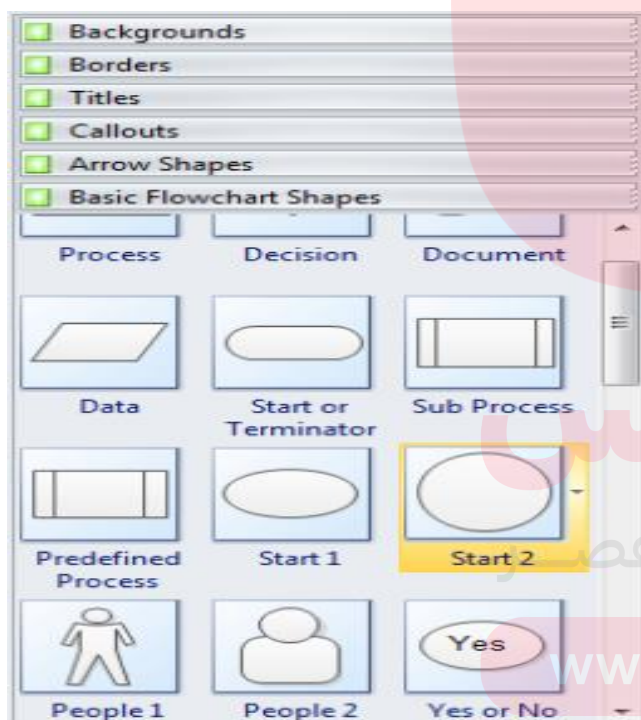 Backgrounds
Borders
Titles
Callouts
Arrow Shapes
Basic Flowchart Shapes
Process Decision Document
Data Start or Terminator Sub Process
Predefined Process Start 1 Start 2
Yes
People 1 People 2 Yes or No
www